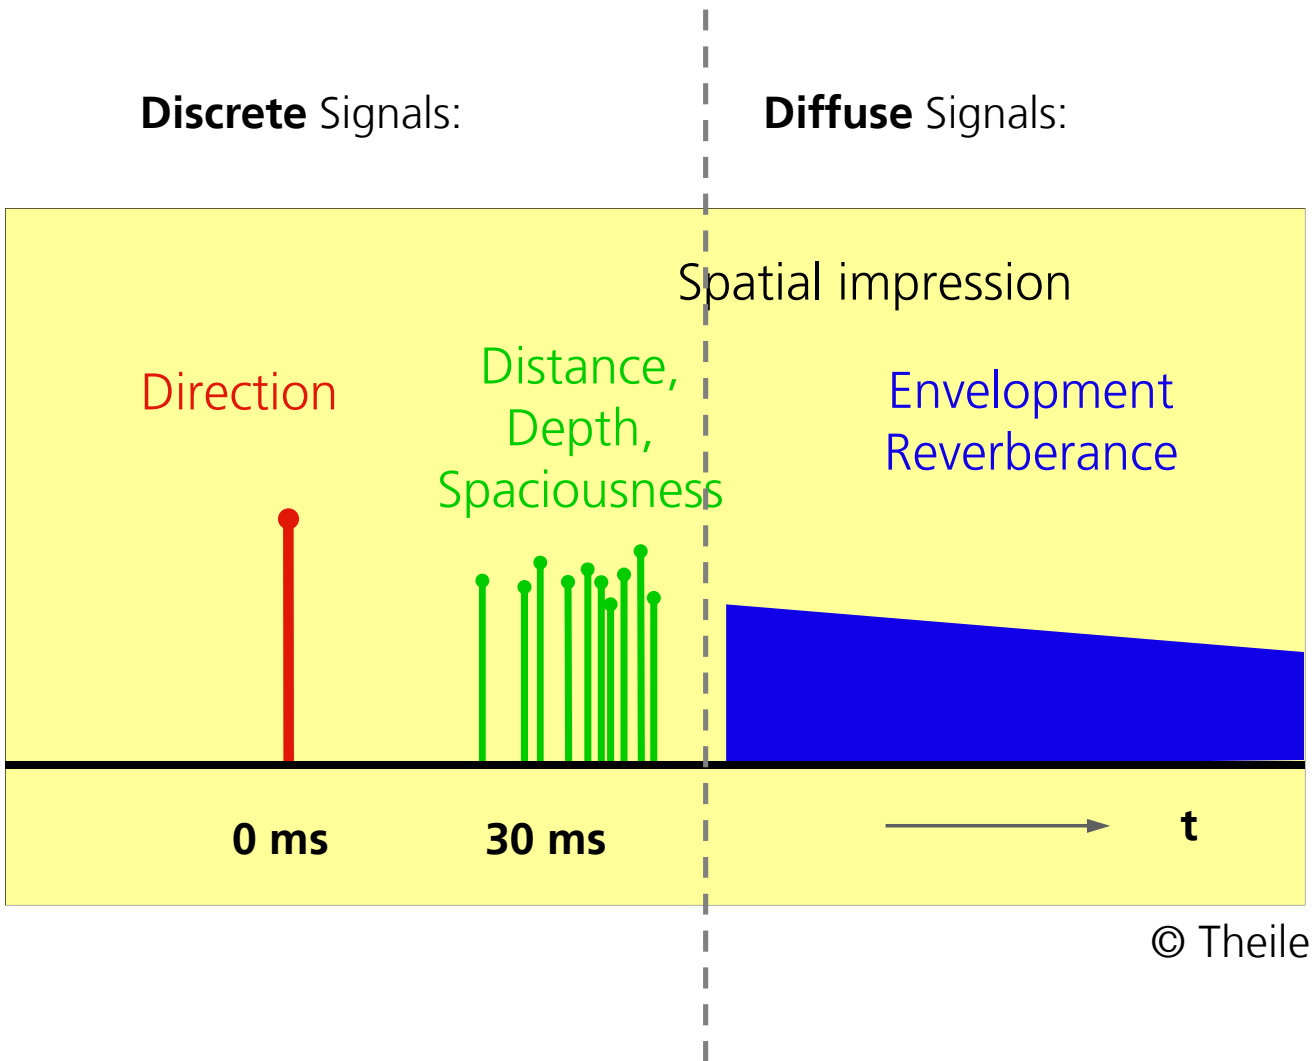 Discrete Signals:
Diffuse Signals:
Spatial impression
Direction
Distance,
Depth,
Spaciousness
Envelopment
Reverberance
0 ms
30 ms
t
© Theile